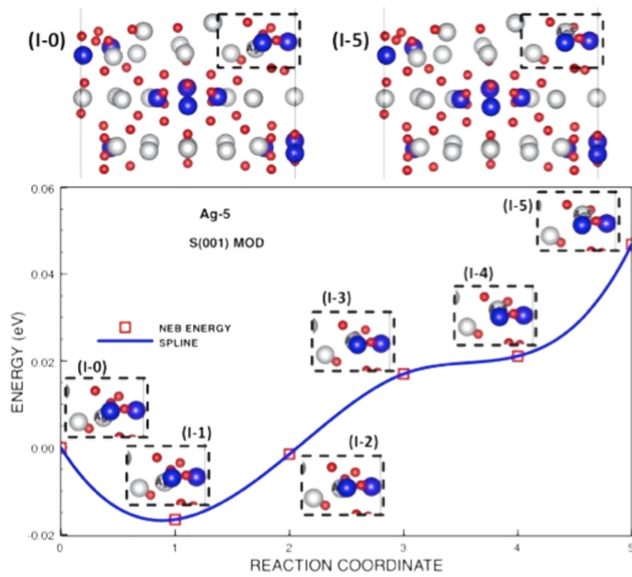 (I-0)
(I-5)
Ag-5
S(001) MOD
NEB ENERGY
SPLINE
(I-0)
(I-1)
(I-2)
(I-3)
(I-4)
(I-5)
ENERGY (eV)
0.06
0.04
0.02
0.00
-0.02
0
1
2
3
4
5
REACTION COORDINATE